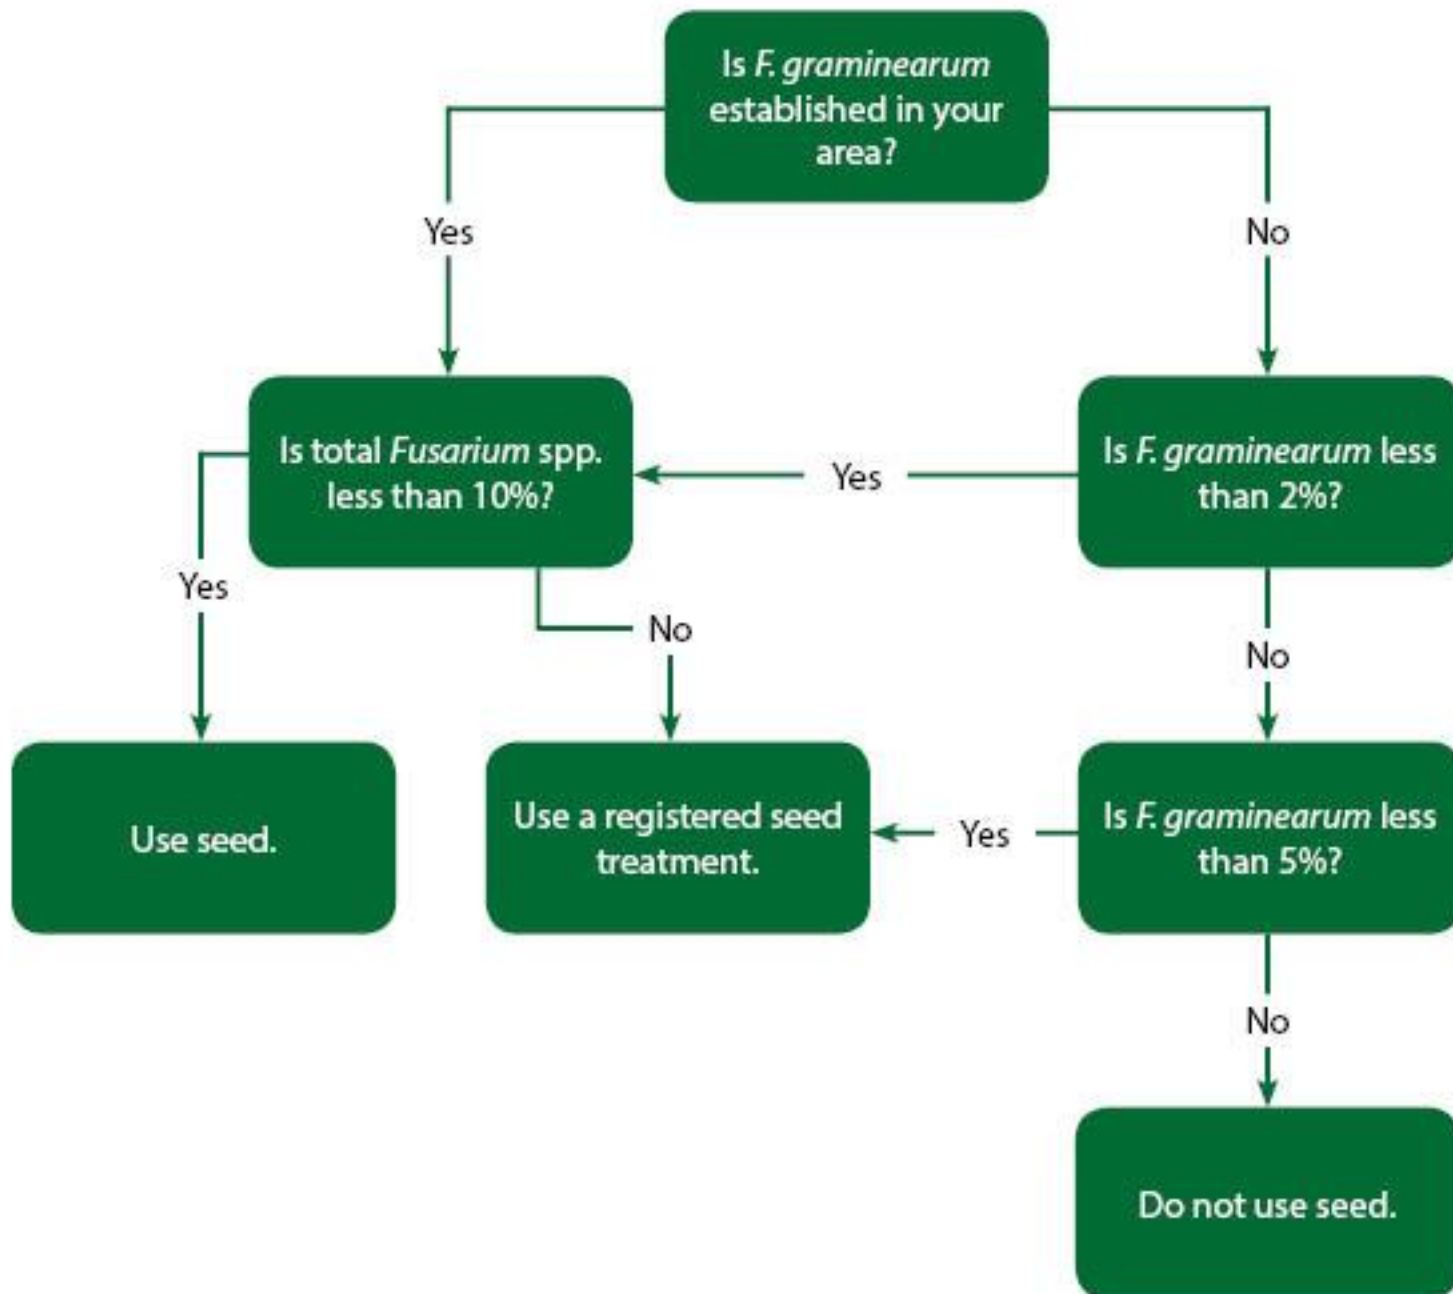 Is F. graminearum
established in your
area?
Yes
No
Is total Fusarium spp.
less than 10%?
Yes
Is F. graminearum less
than 2%?
Yes
No
No
Use seed.
Use a registered seed
treatment.
Yes
Is F. graminearum less
than 5%?
No
Do not use seed.